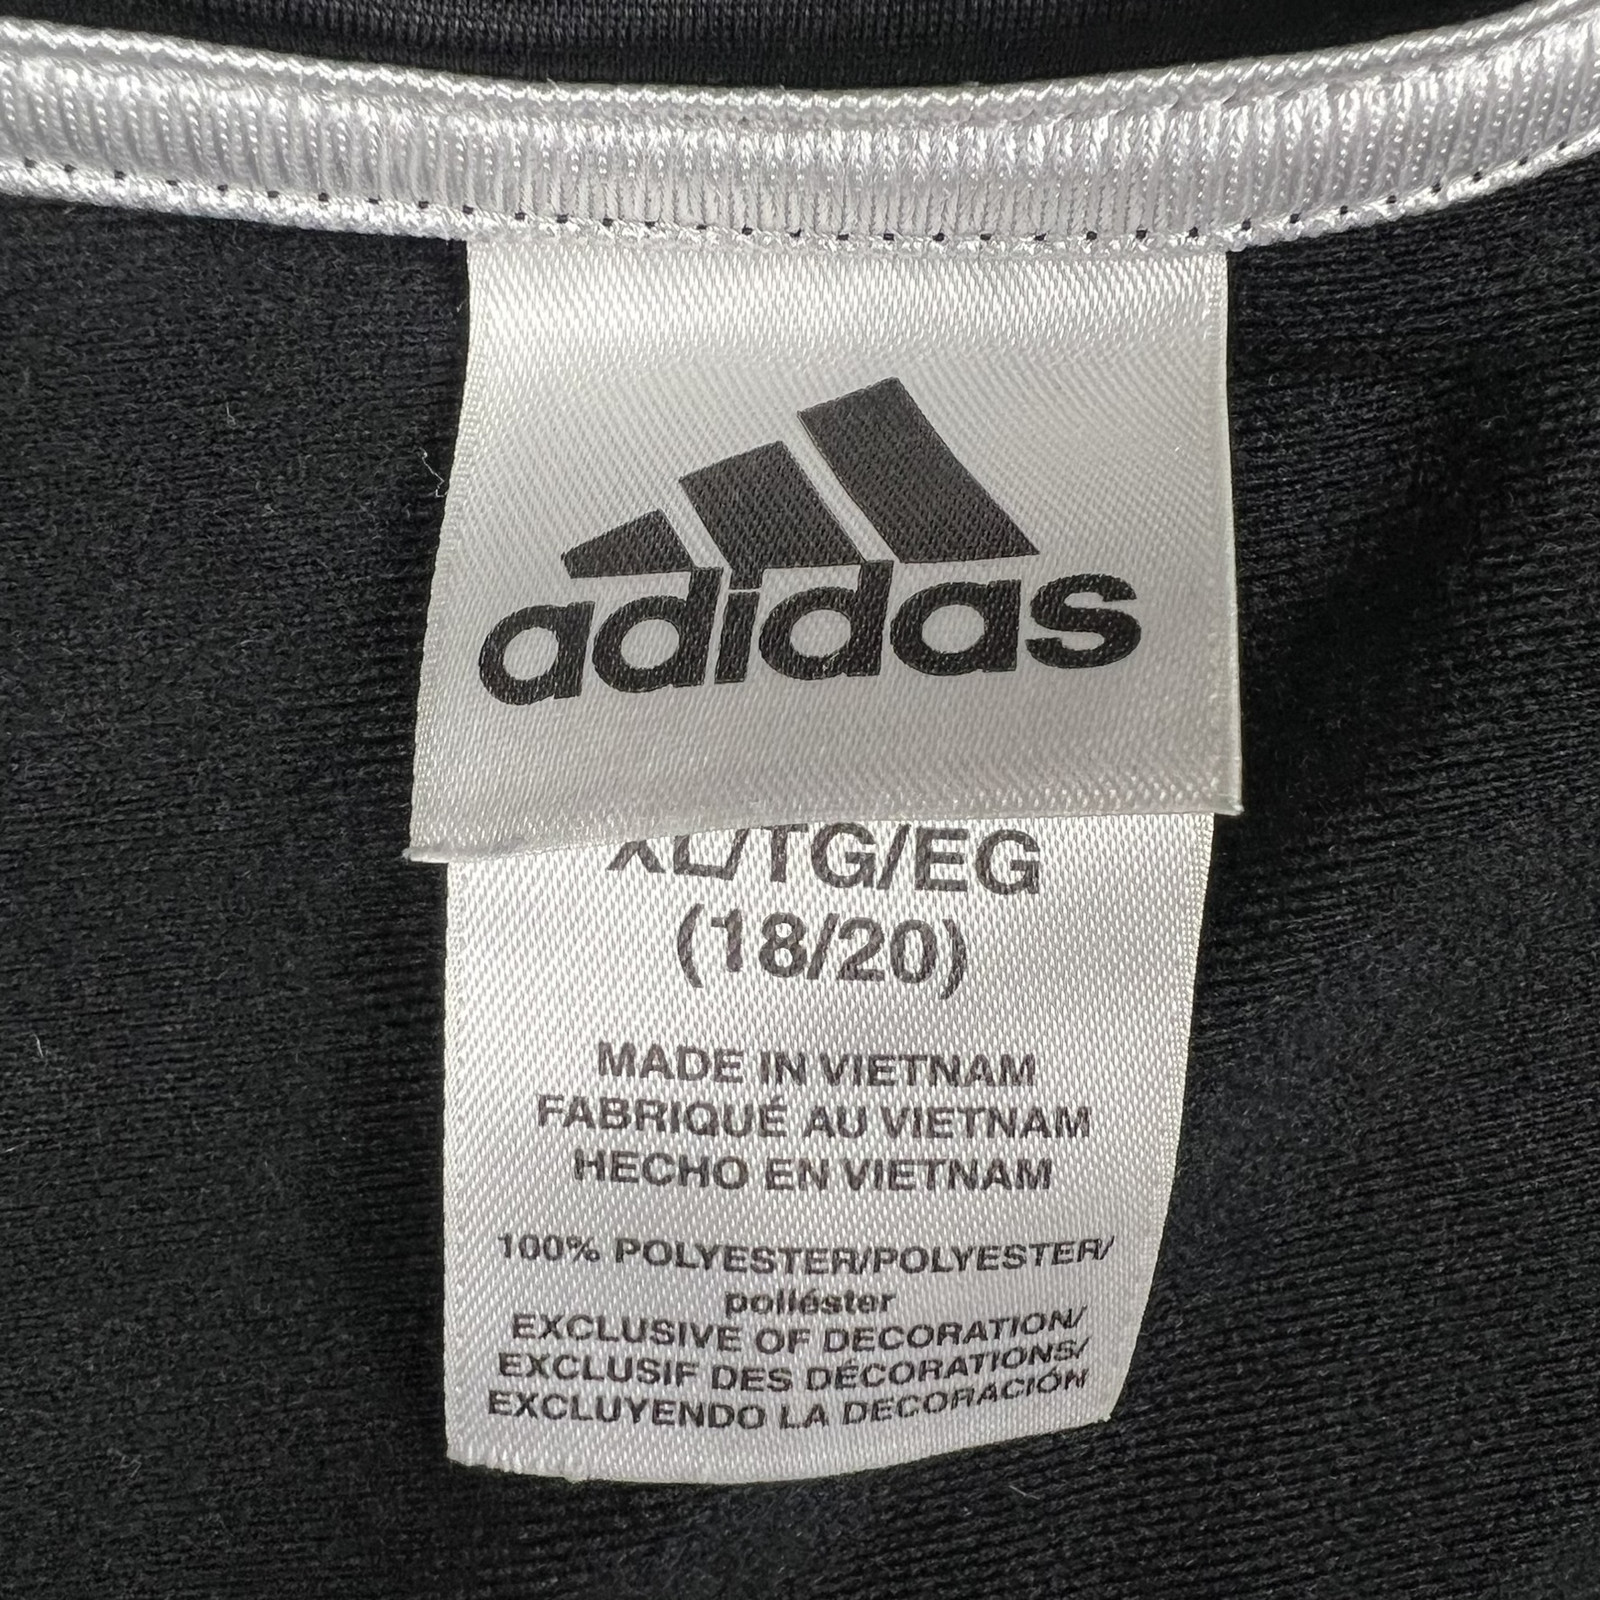 adidas
XL/TG/EG
(18/20)
MADE IN VIETNAM
FABRIQUÉ AU VIETNAM
HECHO EN VIETNAM
100% POLYESTER/POLYESTER/
poliéster
EXCLUSIVE OF DECORATION/
EXCLUSIF DES DÉCORATIONS/
EXCLUYENDO LA DECORACIÓN